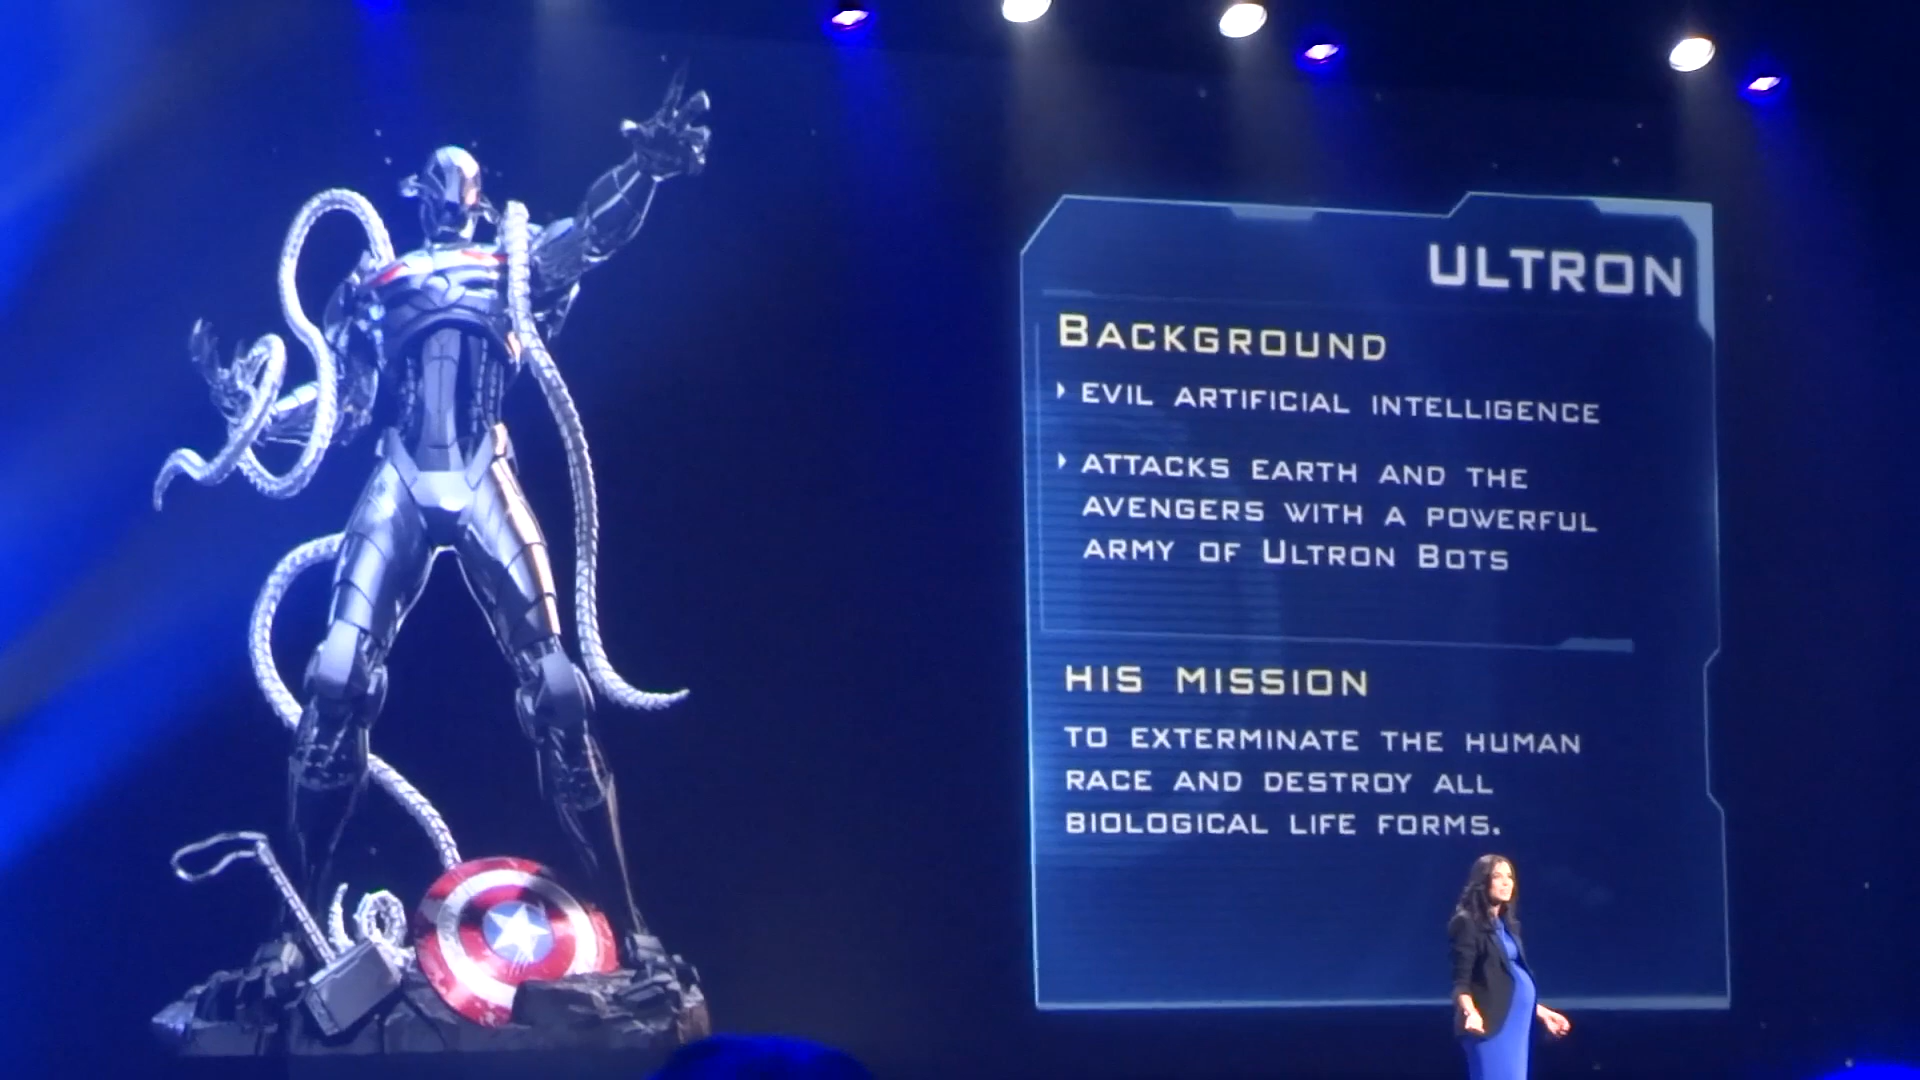 ULTRON
BACKGROUND
EVIL ARTIFICIAL INTELLIGENCE
ATTACKS EARTH AND THE
AVENGERS WITH A POWERFUL
ARMY OF ULTRON BOTS
HIS MISSION
TO EXTERMINATE THE HUMAN
RACE AND DESTROY ALL
BIOLOGICAL LIFE FORMS.